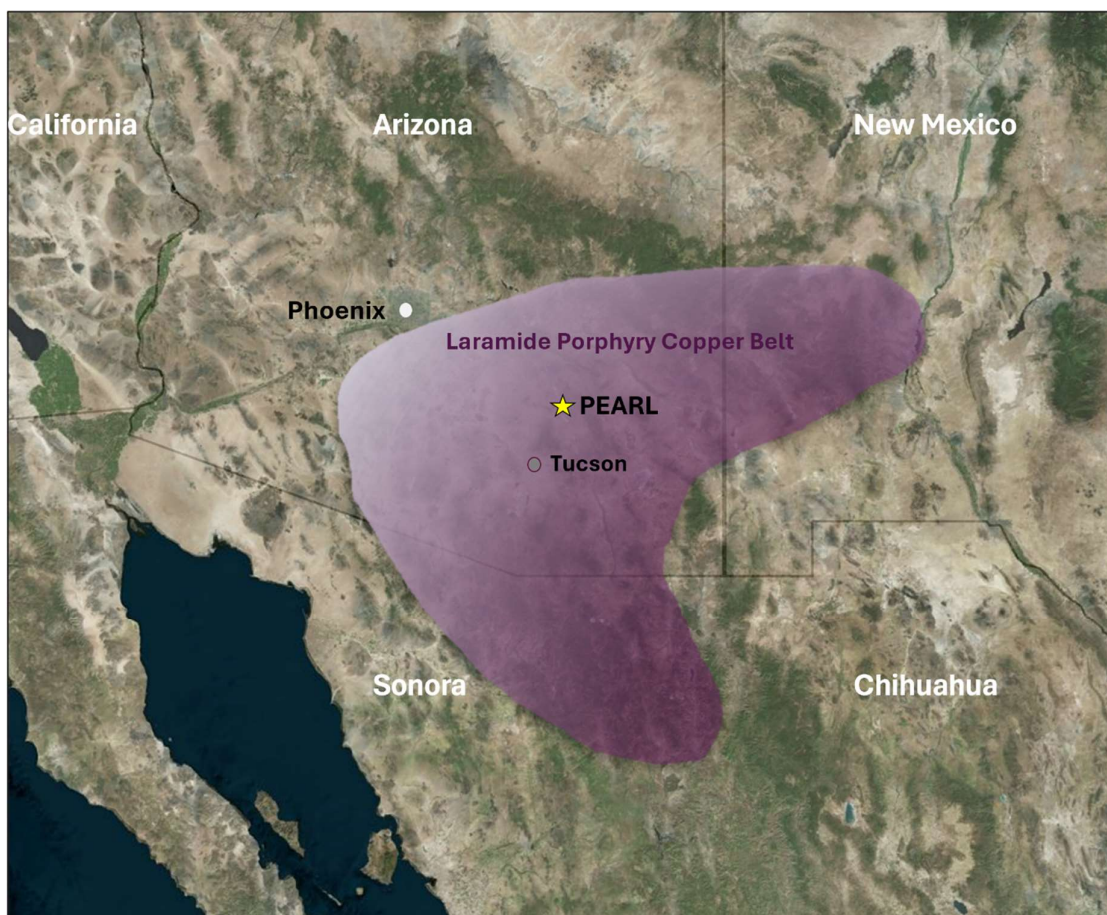 California
Arizona
New Mexico
Phoenix
Laramide Porphyry Copper Belt
PEARL
Tucson
Sonora
Chihuahua